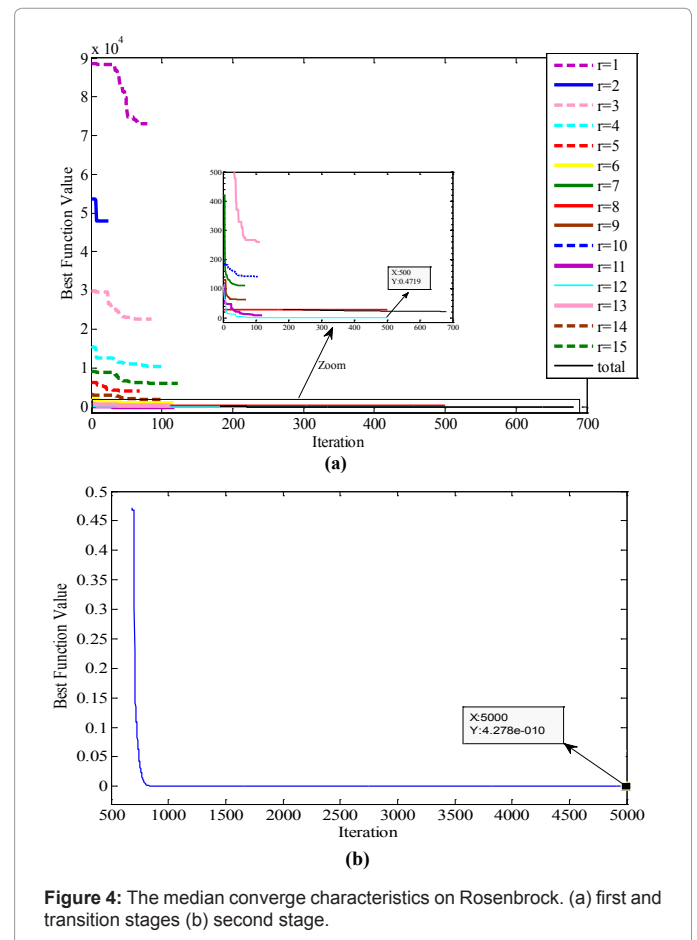 x 10⁴
9
8
7
6
5
4
3
2
1
0
Best Function Value
0 100 200 300 400 500 600 700
Iteration
(a)
r=1
r=2
r=3
r=4
r=5
r=6
r=7
r=8
r=9
r=10
r=11
r=12
r=13
r=14
r=15
total
500
400
300
200
100
0
0 100 200 300 400 500 600 700
X:500
Y:0.4719
Zoom
0.5
0.45
0.4
0.35
0.3
0.25
0.2
0.15
0.1
0.05
0
Best Function Value
X:5000
Y:4.278e-010
500 1000 1500 2000 2500 3000 3500 4000 4500 5000
Iteration
(b)
Figure 4: The median converge characteristics on Rosenbrock. (a) first and
transition stages (b) second stage.